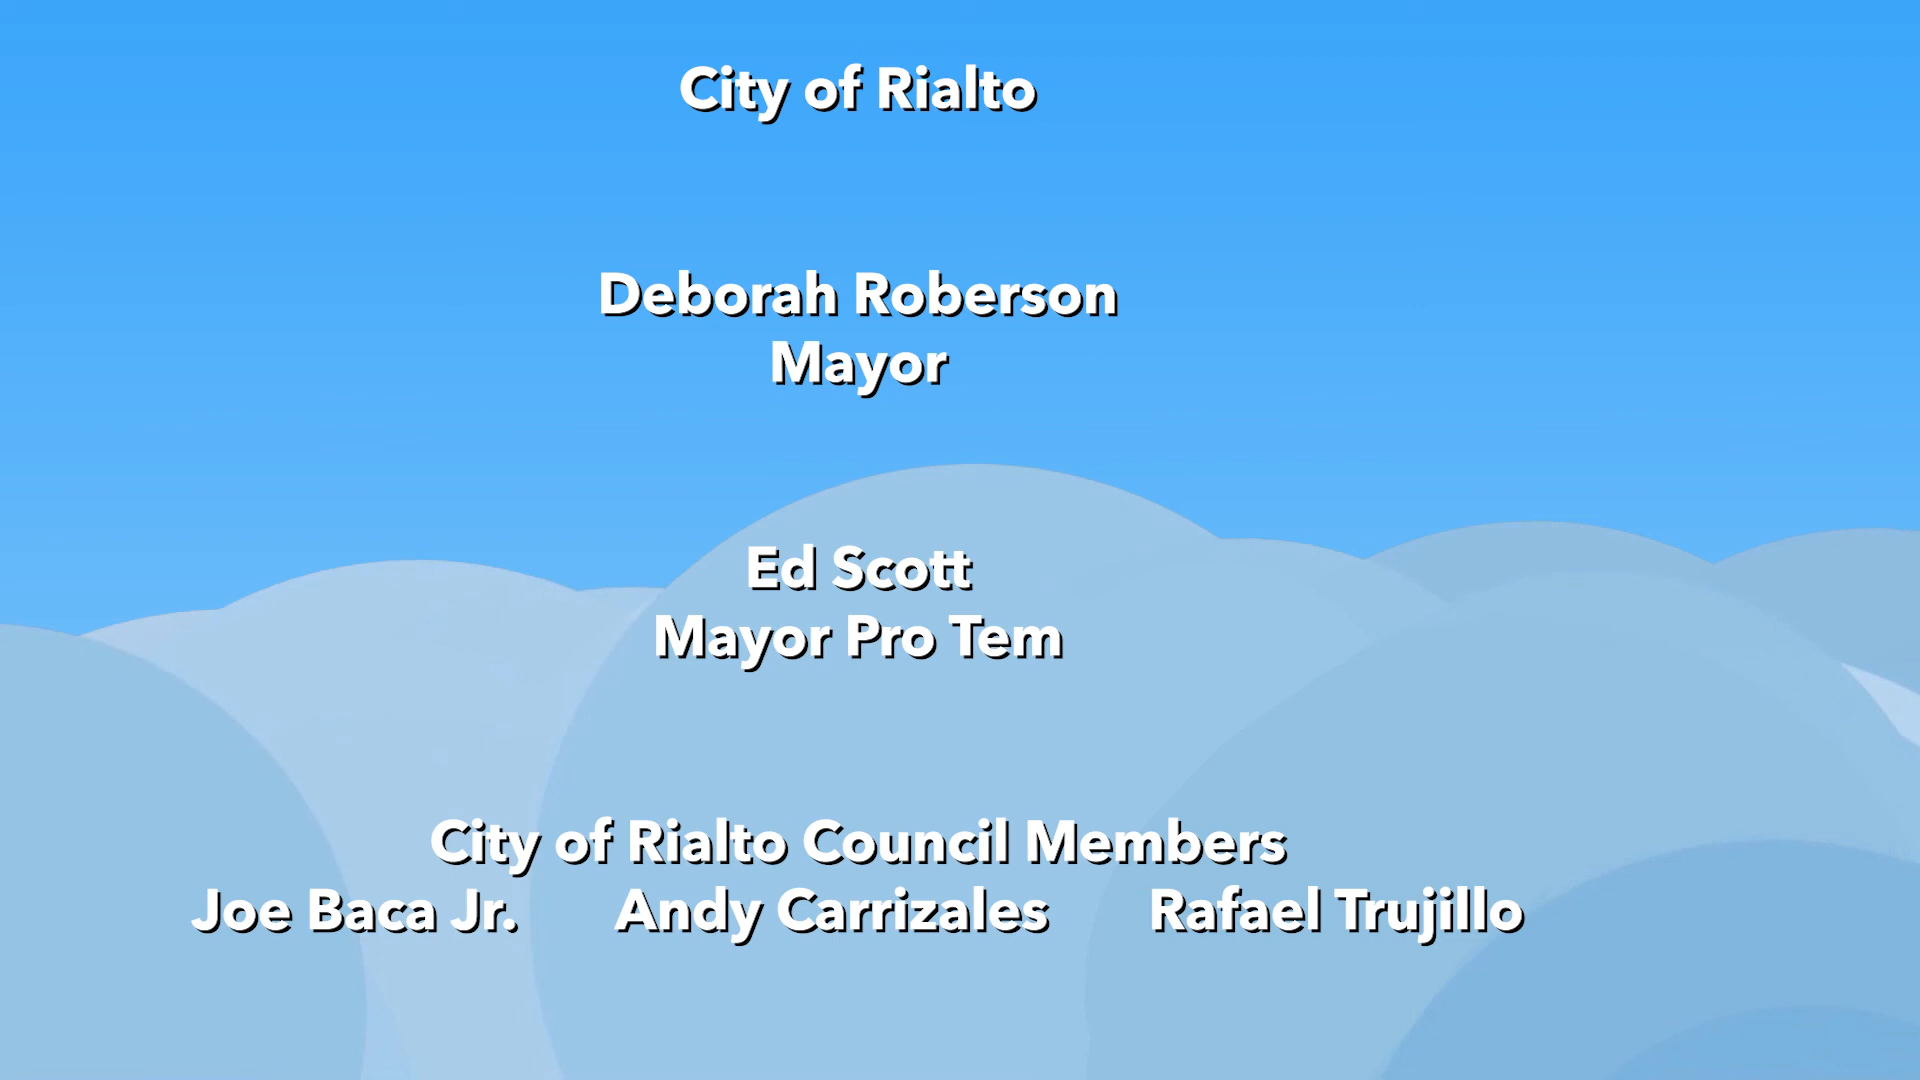 City of Rialto
Deborah Roberson
Mayor
Ed Scott
Mayor Pro Tem
City of Rialto Council Members
Joe Baca Jr. Andy Carrizales Rafael Trujillo